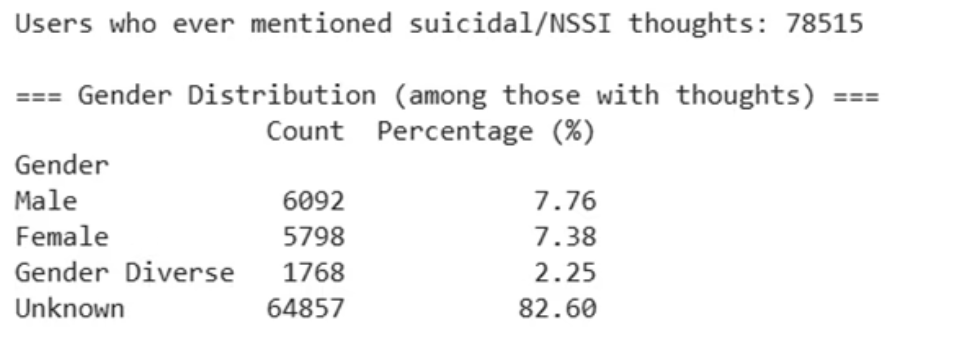 Users who ever mentioned suicidal/NSSI thoughts: 78515
=== Gender Distribution (among those with thoughts) ===
Count Percentage (%)
Gender
Male 6092 7.76
Female 5798 7.38
Gender Diverse 1768 2.25
Unknown 64857 82.60